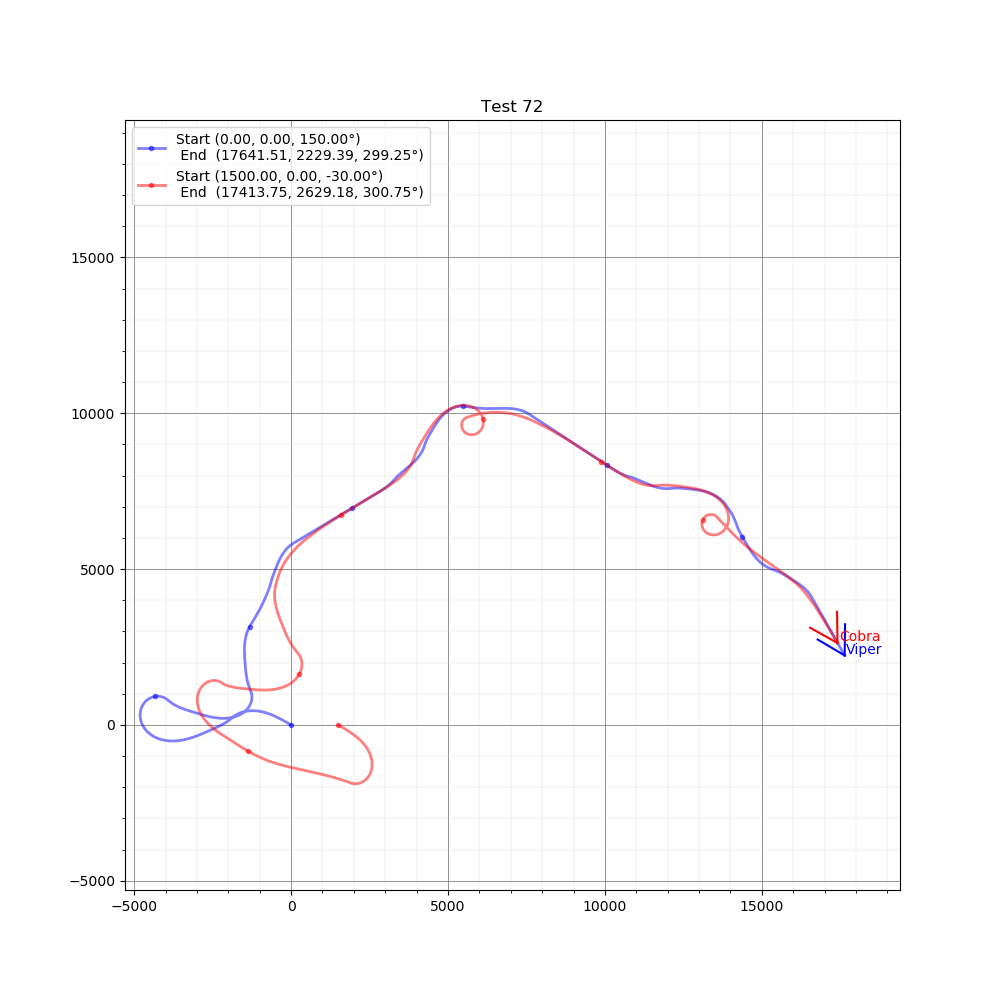 Test 72
Start (0.00, 0.00, 150.00°)
End (17641.51, 2229.39, 299.25°)
Start (1500.00, 0.00, -30.00°)
End (17413.75, 2629.18, 300.75°)
15000
10000
5000
0
−5000
Cobra
Viper
−5000 0 5000 10000 15000